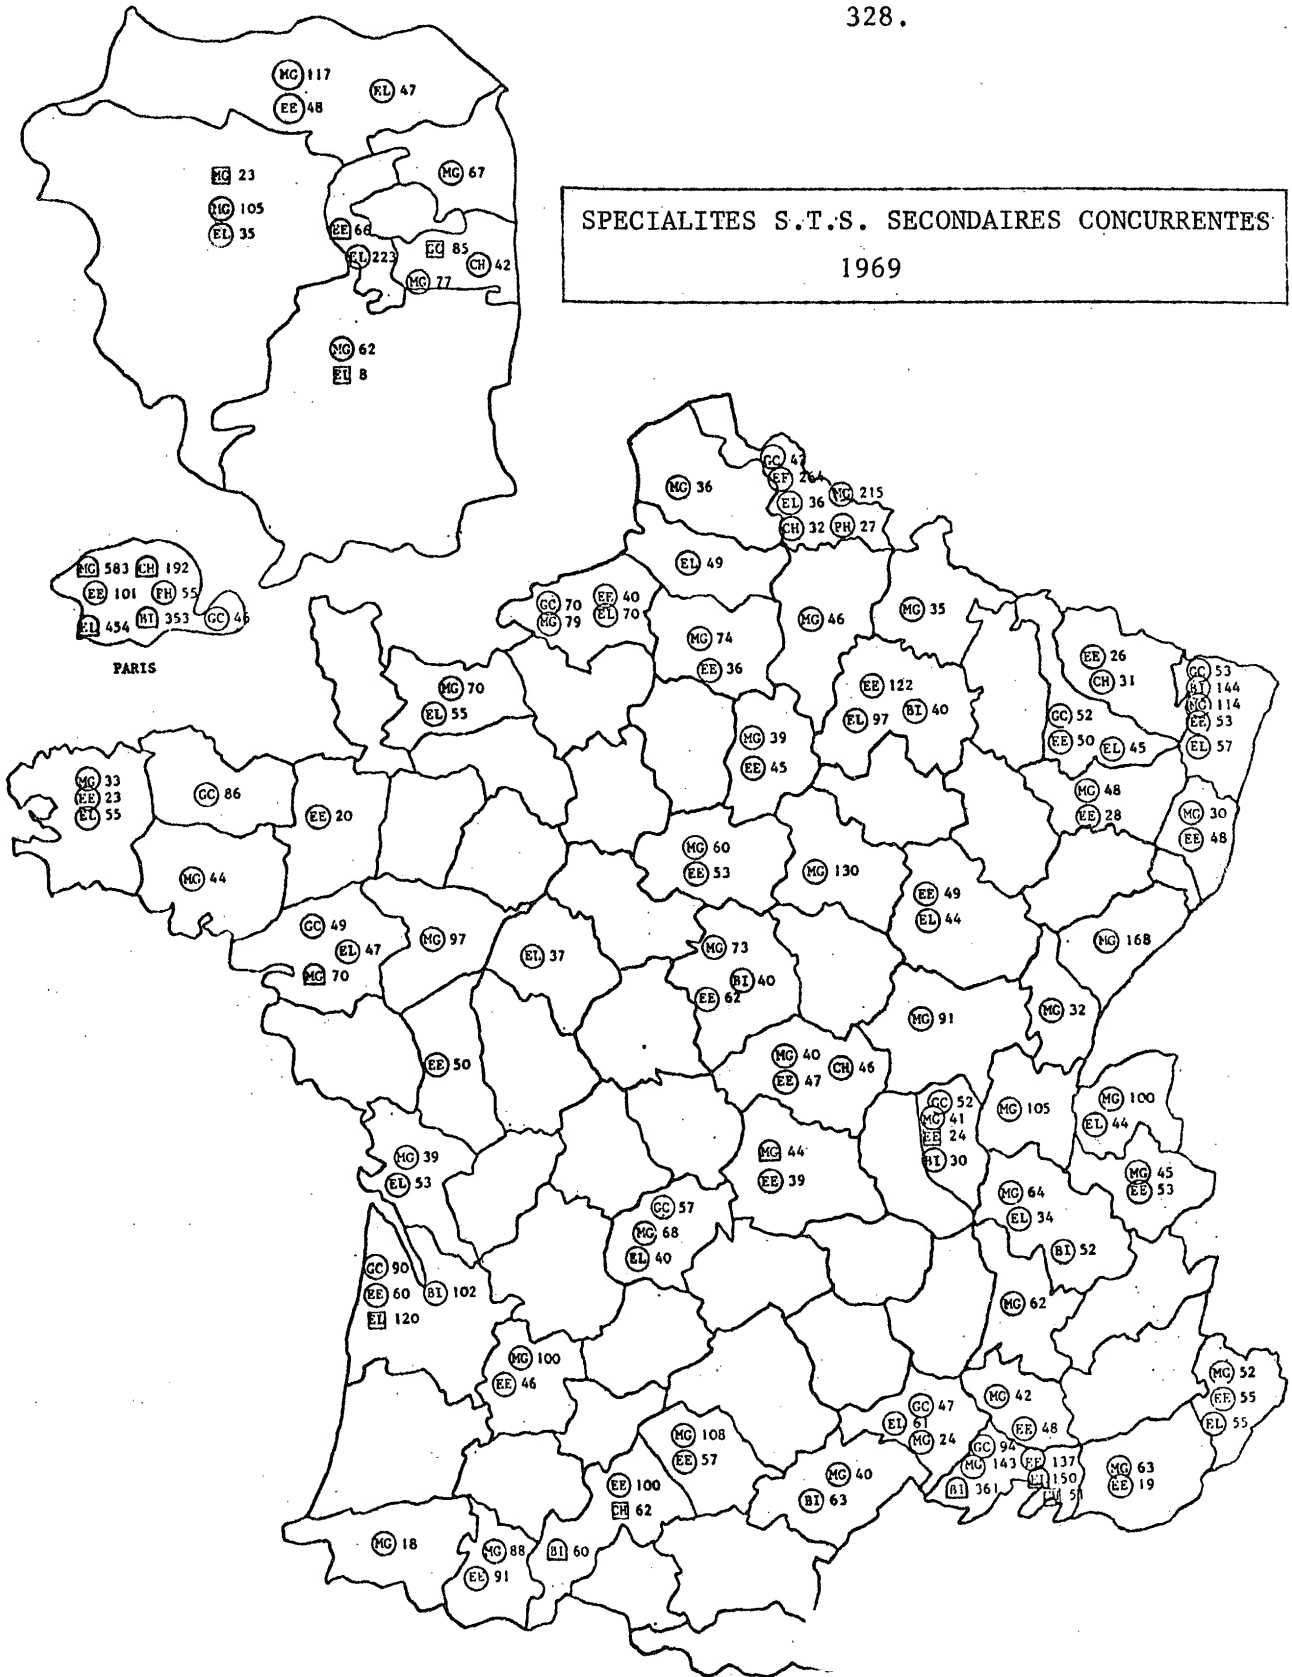 328.
SPECIALITES S.T.S. SECONDAIRES CONCURRENTES
1969
MG 117
EL 47
EE 48
MG 67
MG 23
MG 105
EL 35
EE 66
EL 223
GC 85
CH 42
MG 77
MG 62
EL 8
MG 583 CH 192
EE 101 PH 55
EL 454 BI 353 GC 46
PARIS
MG 36
GC 47
EE 264
EL 36 MG 215
CH 32 PH 27
EL 49
GC 70 EE 40
MG 79 EL 70
MG 74
EE 36
MG 46
MG 35
EE 26
CH 31
GC 53
BI 144
MG 114
EE 53
EL 57
MG 70
EL 55
EE 122
EL 97 BI 40
GC 52
EE 50 EL 45
MG 39
EE 45
MG 33
EE 23
EL 55
GC 86
EE 20
MG 48
EE 28
MG 30
EE 48
MG 44
MG 60
EE 53
MG 130
EE 49
EL 44
GC 49
EL 47
MG 70
MG 97
EL 37
MG 73
BI 40
EE 62
MG 168
MG 91
MG 32
EE 50
MG 40 CH 46
EE 47
GC 52
MG 41
EE 24
BI 30
MG 105
MG 100
EL 44
MG 39
EL 53
MG 44
EE 39
MG 45
EE 53
MG 64
EL 34
BI 52
GC 57
MG 68
EL 40
GC 90
EE 60 BI 102
EL 120
MG 62
MG 100
EE 46
MG 52
EE 55
EL 55
MG 42
EE 48
GC 47
EL 61
MG 24
MG 108
EE 57
GC 94
MG 143 EE 137
BI 361 150
MG 63
EE 19
EE 100
CH 62
MG 40
BI 63
MG 18
MG 88
EE 91
BI 60